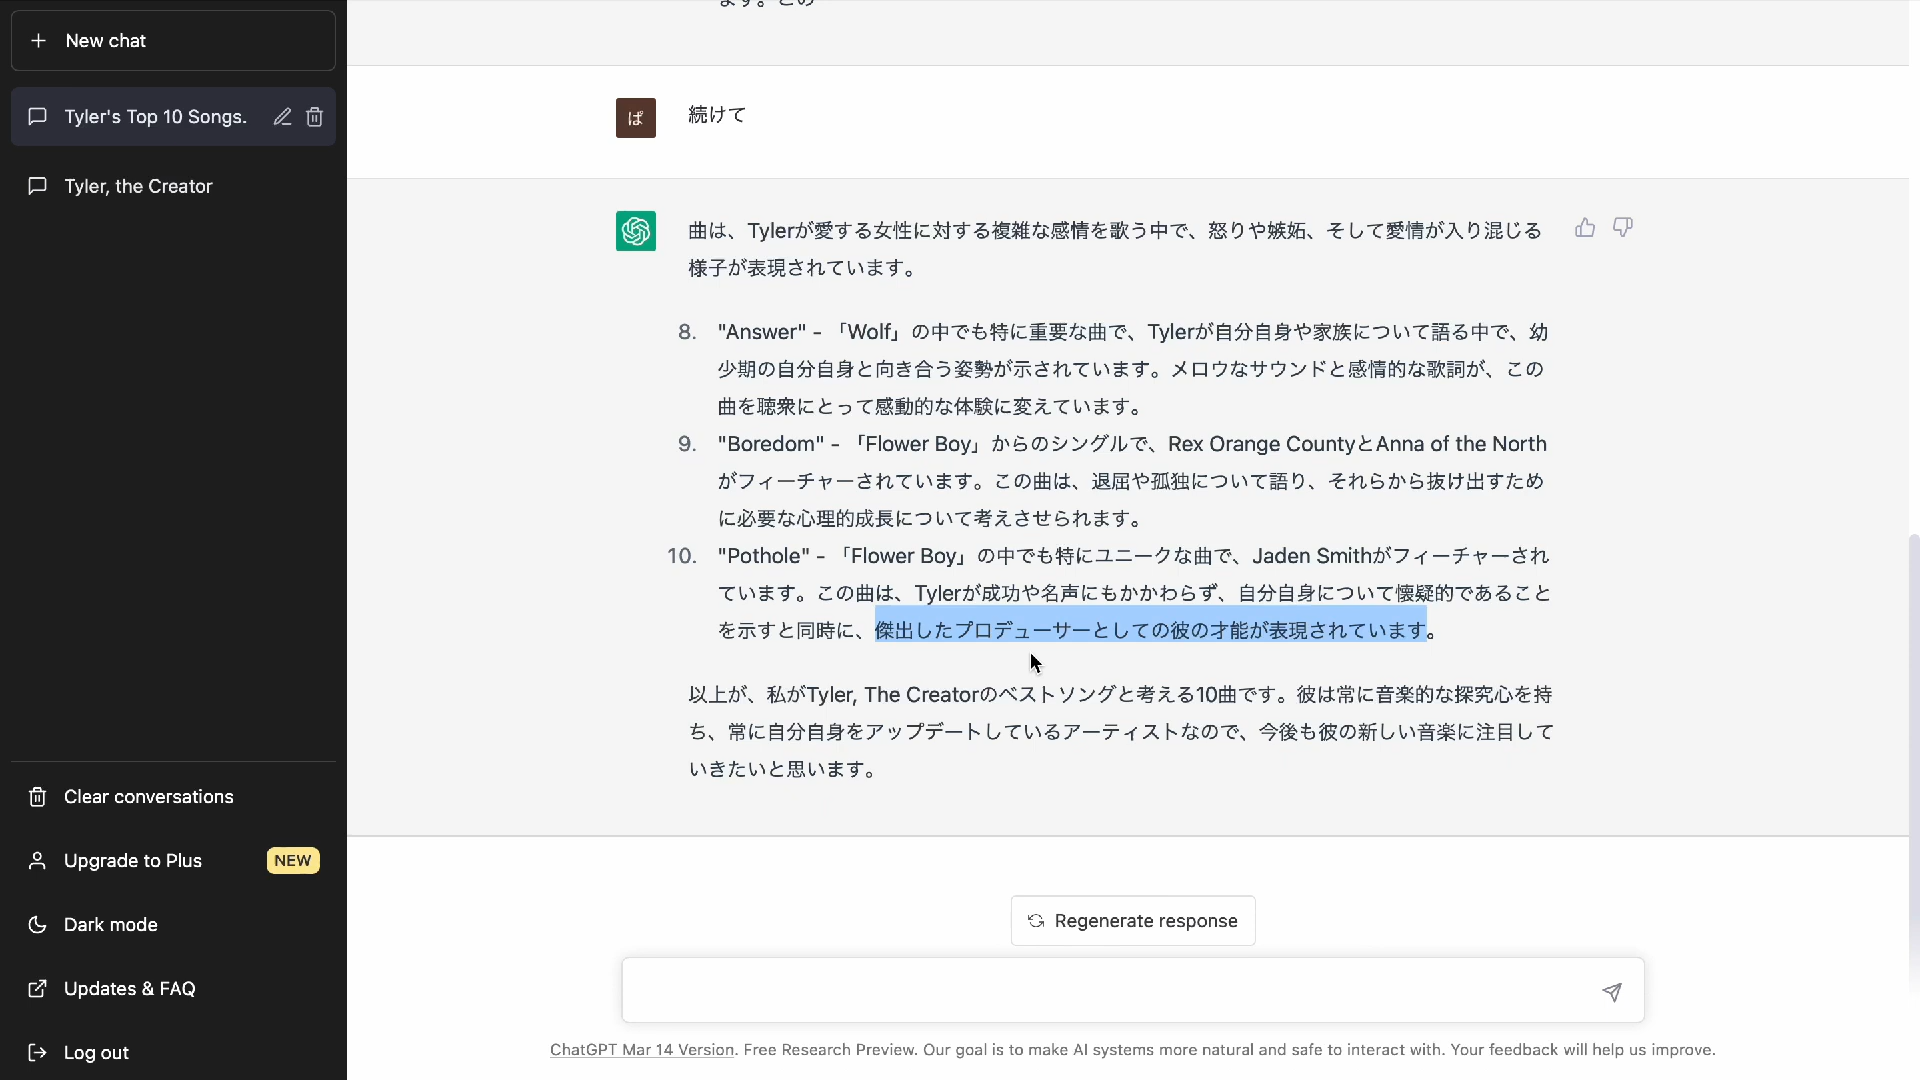 New chat
Tyler's Top 10 Songs.
Tyler, the Creator
Clear conversations
Upgrade to Plus NEW
Dark mode
Updates & FAQ
Log out
ます。この
ぱ 続けて
曲は、Tylerが愛する女性に対する複雑な感情を歌う中で、怒りや嫉妬、そして愛情が入り混じる
様子が表現されています。
8. "Answer" - 「Wolf」の中でも特に重要な曲で、Tylerが自分自身や家族について語る中で、幼
少期の自分自身と向き合う姿勢が示されています。メロウなサウンドと感情的な歌詞が、この
曲を聴衆にとって感動的な体験に変えています。
9. "Boredom" - 「Flower Boy」からのシングルで、Rex Orange CountyとAnna of the North
がフィーチャーされています。この曲は、退屈や孤独について語り、それらから抜け出すため
に必要な心理的成長について考えさせられます。
10. "Pothole" - 「Flower Boy」の中でも特にユニークな曲で、Jaden Smithがフィーチャーされ
ています。この曲は、Tylerが成功や名声にもかかわらず、自分自身について懐疑的であること
を示すと同時に、傑出したプロデューサーとしての彼の才能が表現されています。
以上が、私がTyler, The Creatorのベストソングと考える10曲です。彼は常に音楽的な探究心を持
ち、常に自分自身をアップデートしているアーティストなので、今後も彼の新しい音楽に注目して
いきたいと思います。
Regenerate response
ChatGPT Mar 14 Version. Free Research Preview. Our goal is to make AI systems more natural and safe to interact with. Your feedback will help us improve.